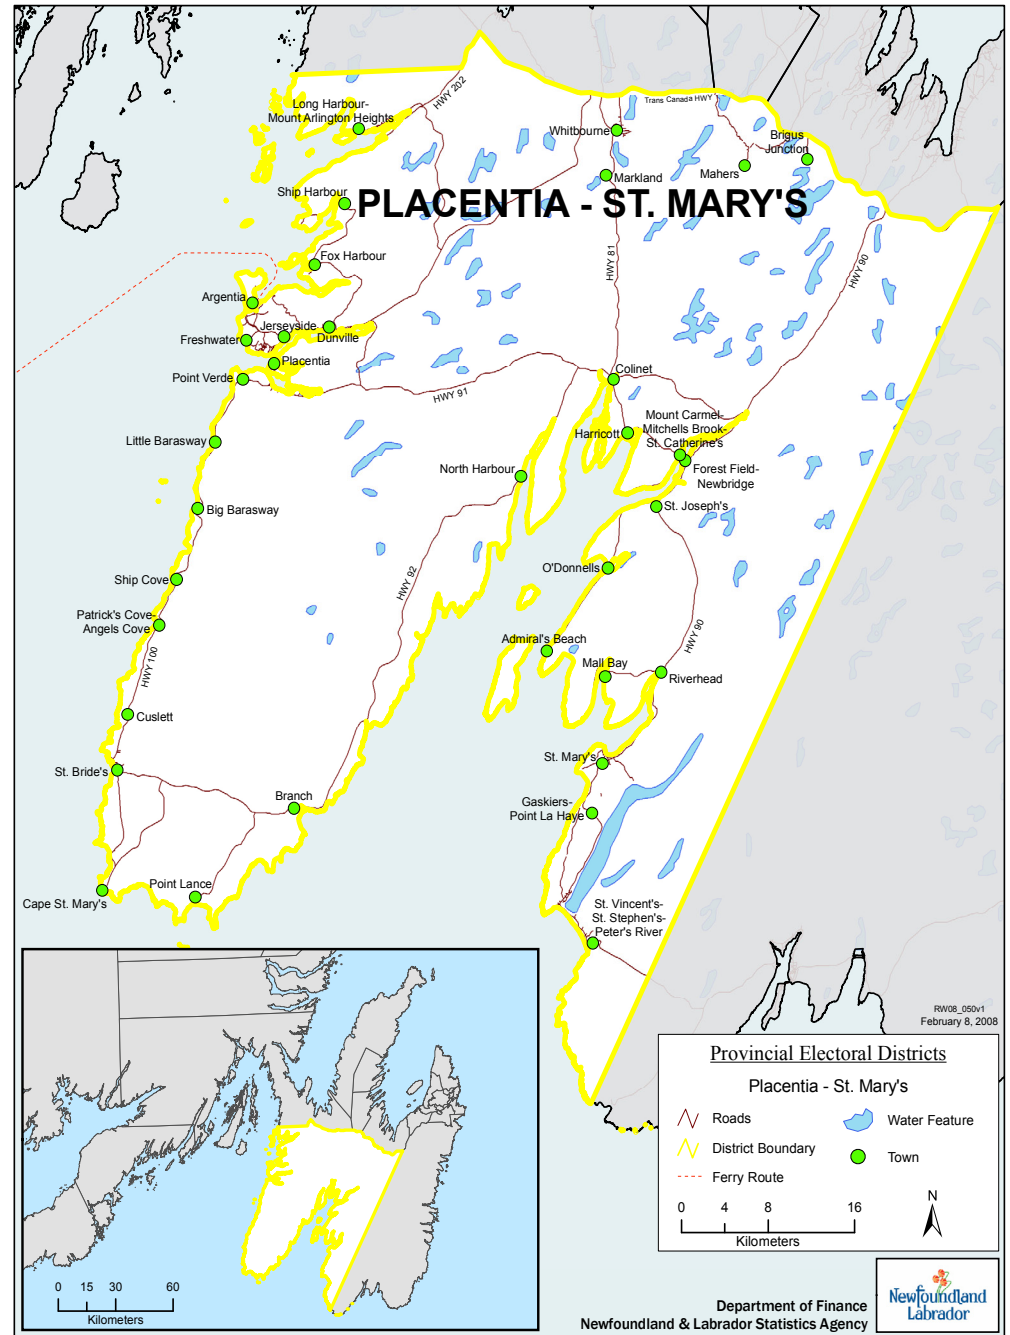 HWY 202
Trans Canada HWY
Long Harbour-
Mount Arlington Heights
Whitbourne
Brigus
Junction
Mahers
Markland
Ship Harbour
PLACENTIA - ST. MARY'S
Fox Harbour
HWY 81
HWY 90
Argentia
Jerseyside
Freshwater
Dunville
Placentia
Point Verde
Colinet
HWY 91
Mount Carmel-
Mitchells Brook-
St. Catherine's
Harricott
Little Barasway
North Harbour
Forest Field-
Newbridge
Big Barasway
St. Joseph's
O'Donnells
Ship Cove
HWY 92
Patrick's Cove-
Angels Cove
Admiral's Beach
HWY 90
Mall Bay
Riverhead
HWY 100
Cuslett
St. Mary's
St. Bride's
Branch
Gaskiers-
Point La Haye
Point Lance
Cape St. Mary's
St. Vincent's-
St. Stephen's-
Peter's River
RW08_050v1
February 8, 2008
Provincial Electoral Districts
Placentia - St. Mary's
Roads
Water Feature
District Boundary
Town
Ferry Route
N
0 4 8 16
Kilometers
0 15 30 60
Kilometers
Department of Finance
Newfoundland & Labrador Statistics Agency
Newfoundland
Labrador